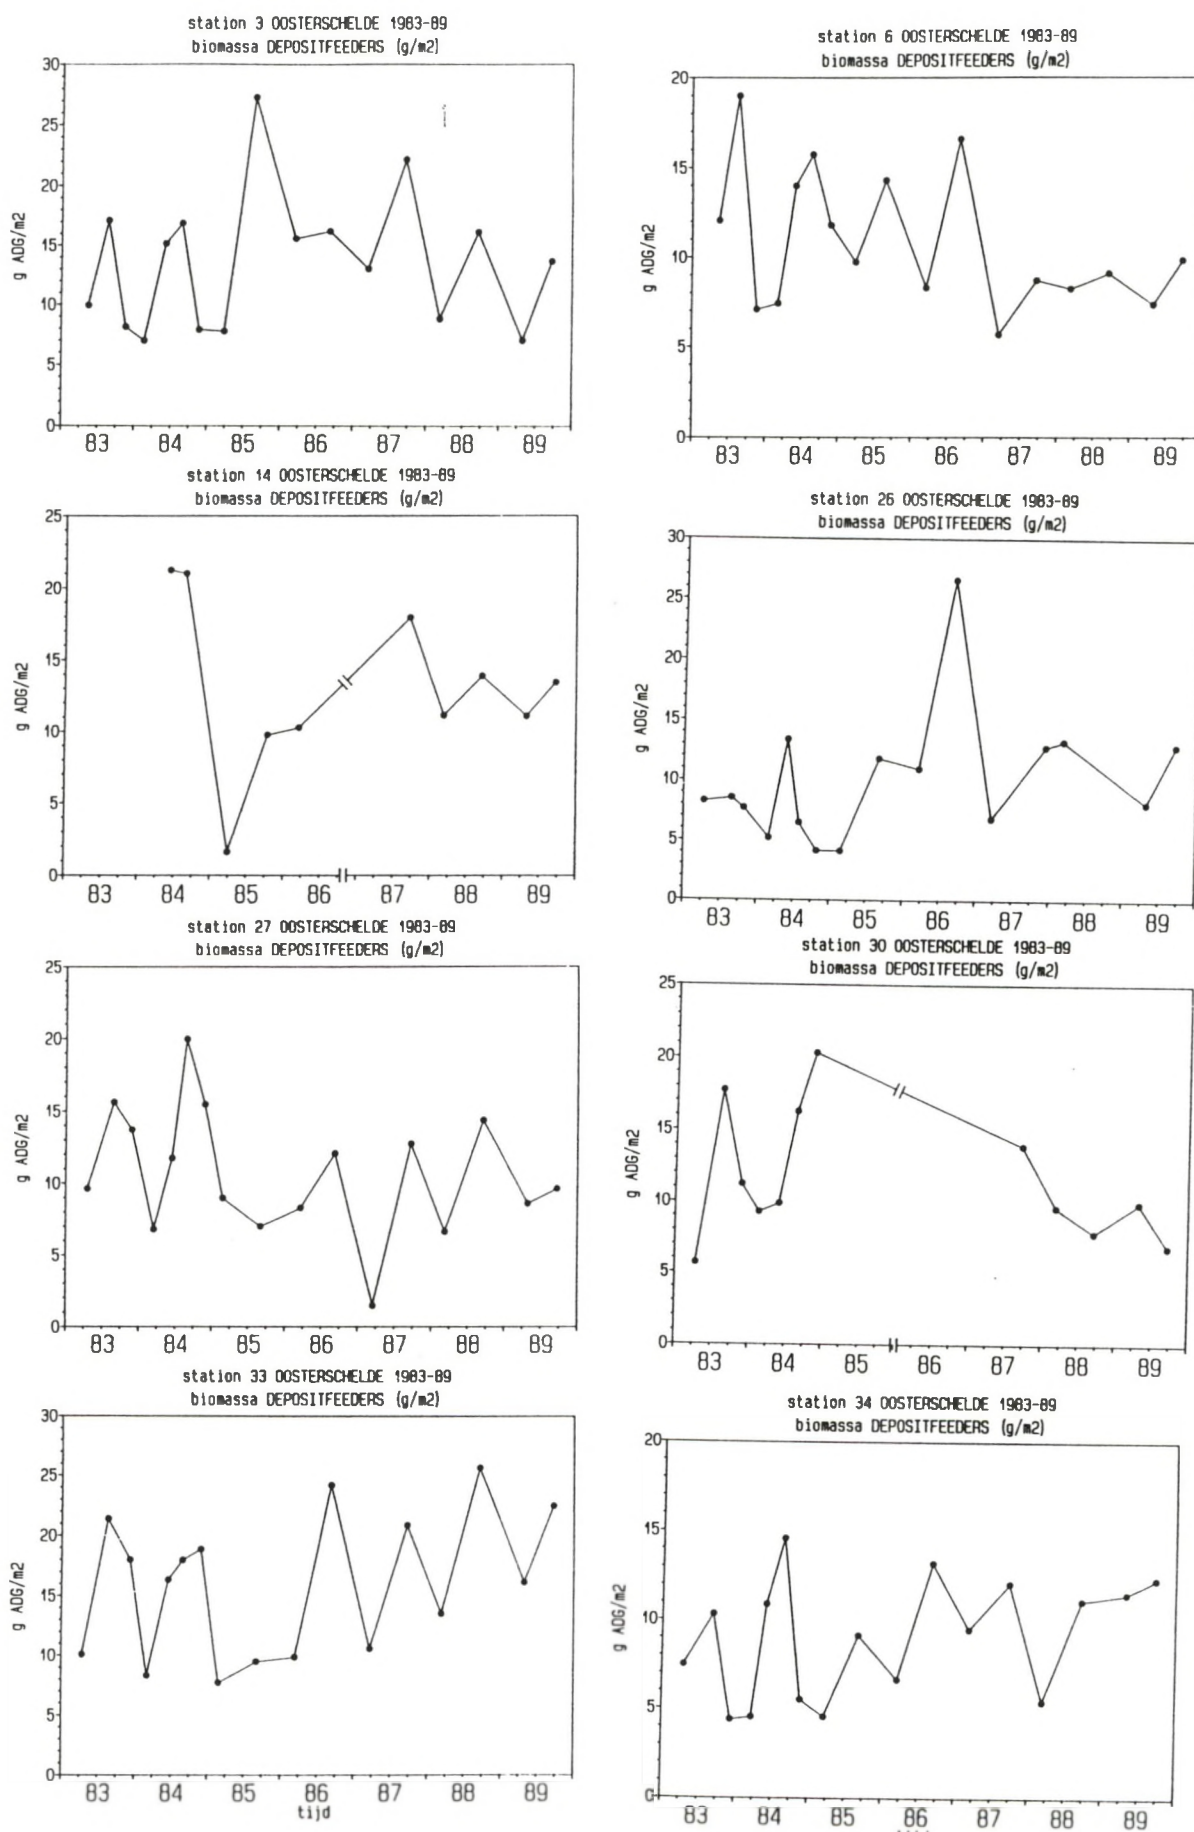 station 3 OOSTERSCHELDE 1983-89
biomassa DEPOSITFEEDERS (g/m2)
30
25
20
15
10
5
0
g ADG/m2
83 84 85 86 87 88 89
station 6 OOSTERSCHELDE 1983-89
biomassa DEPOSITFEEDERS (g/m2)
20
15
10
5
0
g ADG/m2
83 84 85 86 87 88 89
station 14 OOSTERSCHELDE 1983-89
biomassa DEPOSITFEEDERS (g/m2)
25
20
15
10
5
0
g ADG/m2
83 84 85 86 87 88 89
station 26 OOSTERSCHELDE 1983-89
biomassa DEPOSITFEEDERS (g/m2)
30
25
20
15
10
5
0
g ADG/m2
83 84 85 86 87 88 89
station 27 OOSTERSCHELDE 1983-89
biomassa DEPOSITFEEDERS (g/m2)
25
20
15
10
5
0
g ADG/m2
83 84 85 86 87 88 89
station 30 OOSTERSCHELDE 1983-89
biomassa DEPOSITFEEDERS (g/m2)
25
20
15
10
5
0
g ADG/m2
83 84 85 86 87 88 89
station 33 OOSTERSCHELDE 1983-89
biomassa DEPOSITFEEDERS (g/m2)
30
25
20
15
10
5
0
g ADG/m2
83 84 85 86 87 88 89
tijd
station 34 OOSTERSCHELDE 1983-89
biomassa DEPOSITFEEDERS (g/m2)
20
15
10
5
0
g ADG/m2
83 84 85 86 87 88 89